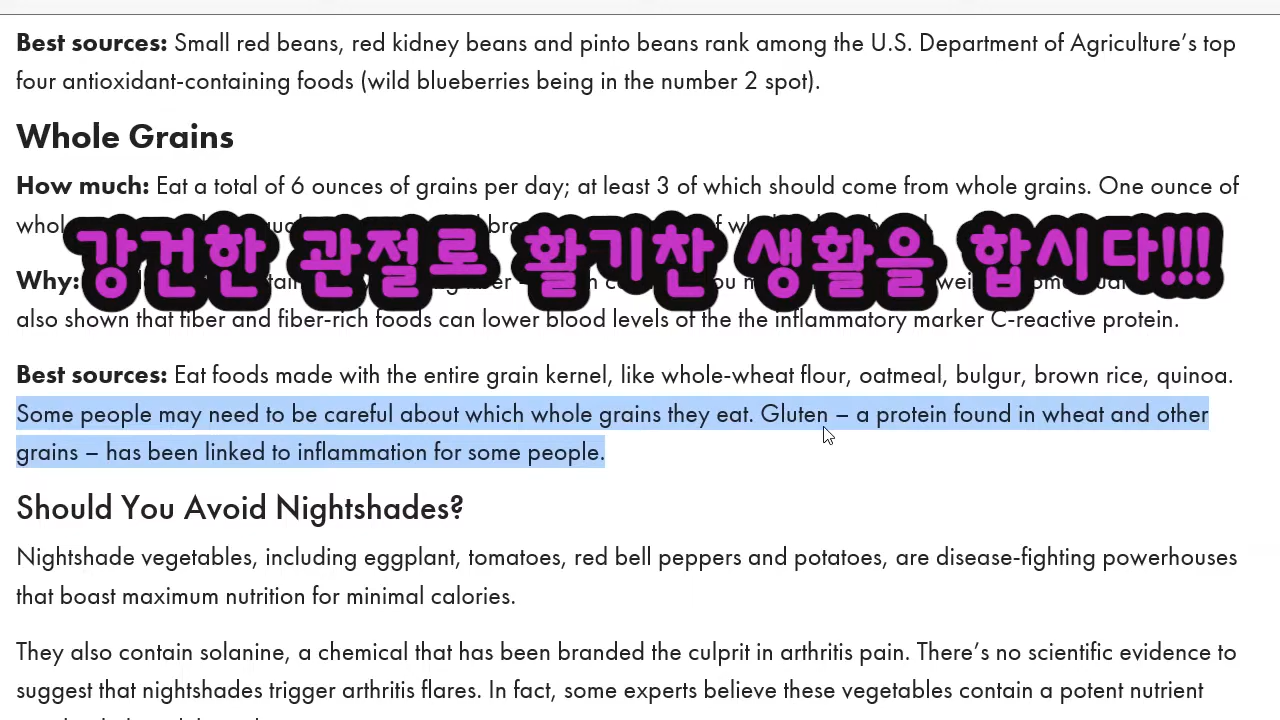 Best sources: Small red beans, red kidney beans and pinto beans rank among the U.S. Department of Agriculture’s top
four antioxidant-containing foods (wild blueberries being in the number 2 spot).
Whole Grains
How much: Eat a total of 6 ounces of grains per day; at least 3 of which should come from whole grains. One ounce of
강건한 관절로 활기찬 생활을 합시다!!!
Why:
also shown that fiber and fiber-rich foods can lower blood levels of the the inflammatory marker C-reactive protein.
Best sources: Eat foods made with the entire grain kernel, like whole-wheat flour, oatmeal, bulgur, brown rice, quinoa.
Some people may need to be careful about which whole grains they eat. Gluten – a protein found in wheat and other
grains – has been linked to inflammation for some people.
Should You Avoid Nightshades?
Nightshade vegetables, including eggplant, tomatoes, red bell peppers and potatoes, are disease-fighting powerhouses
that boast maximum nutrition for minimal calories.
They also contain solanine, a chemical that has been branded the culprit in arthritis pain. There’s no scientific evidence to
suggest that nightshades trigger arthritis flares. In fact, some experts believe these vegetables contain a potent nutrient